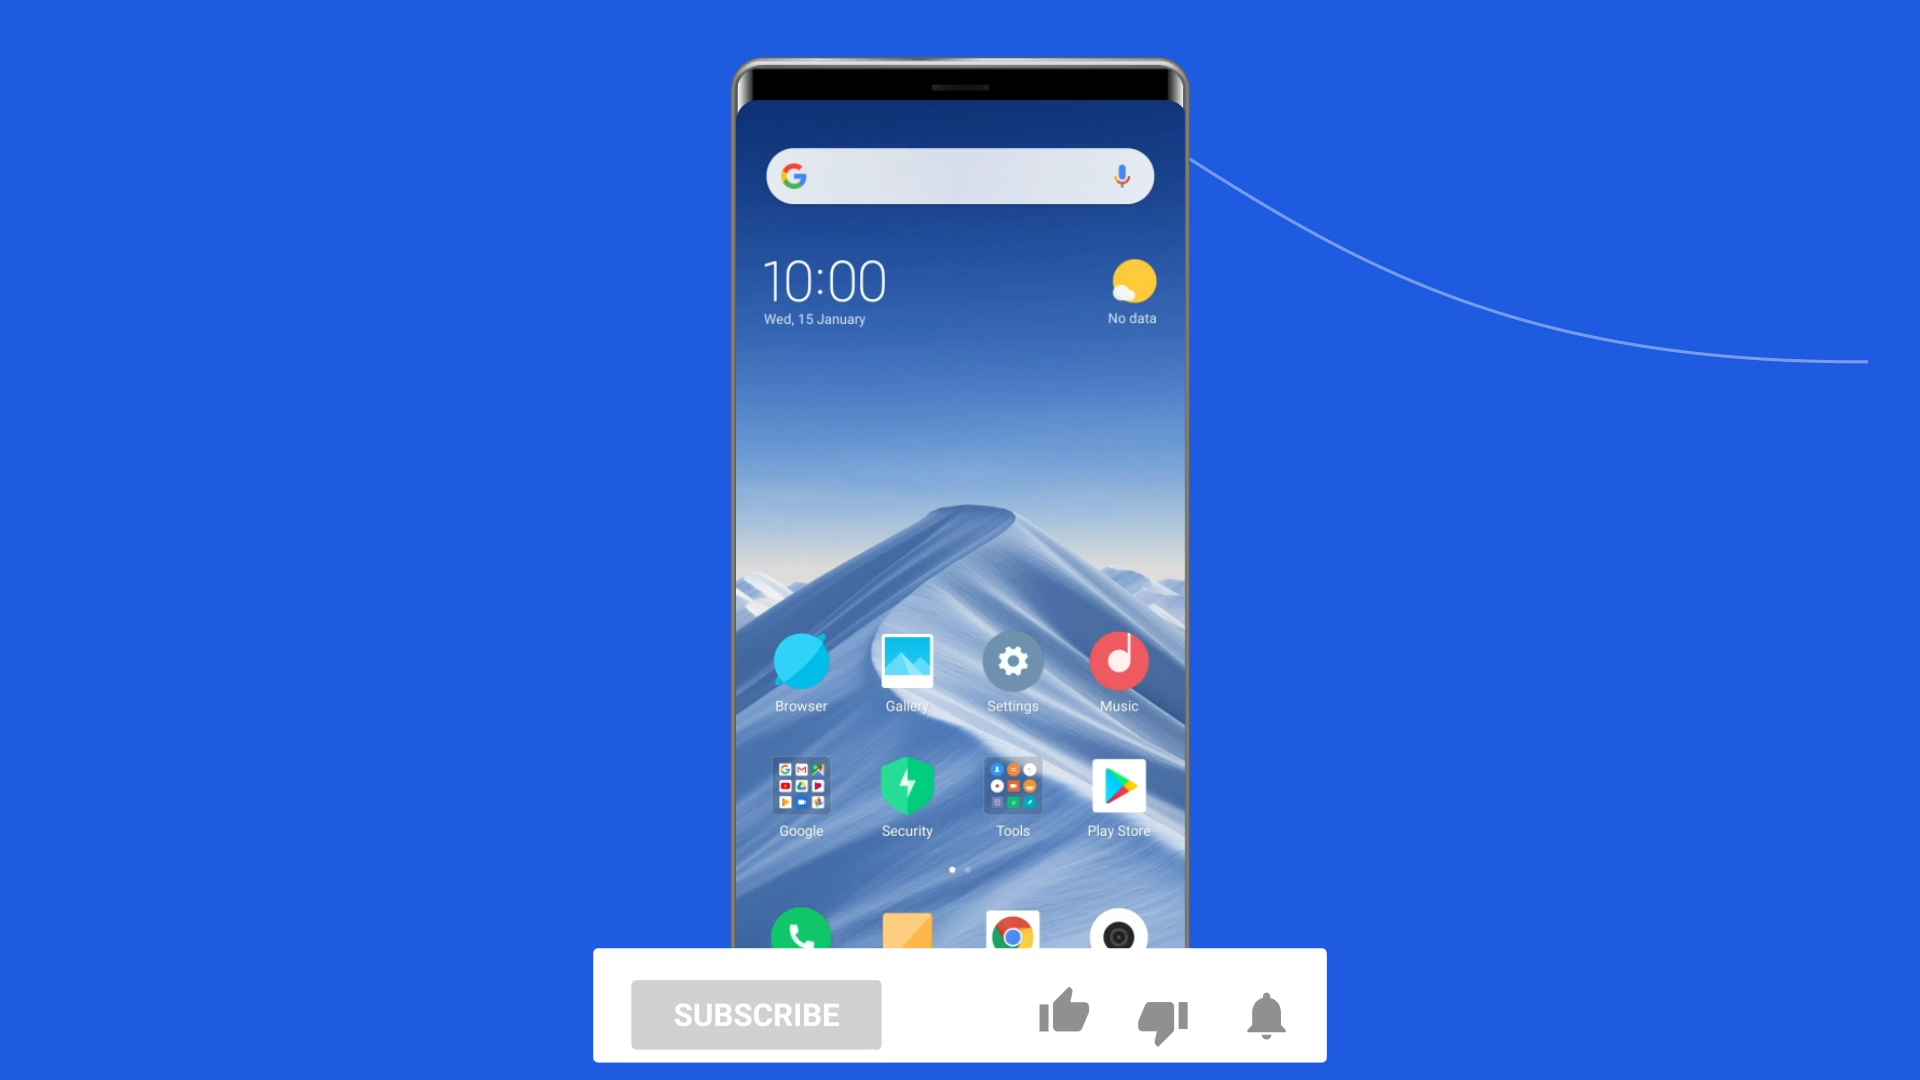 10:00
Wed, 15 January
No data
Browser
Gallery
Settings
Music
Google
Security
Tools
Play Store
SUBSCRIBE